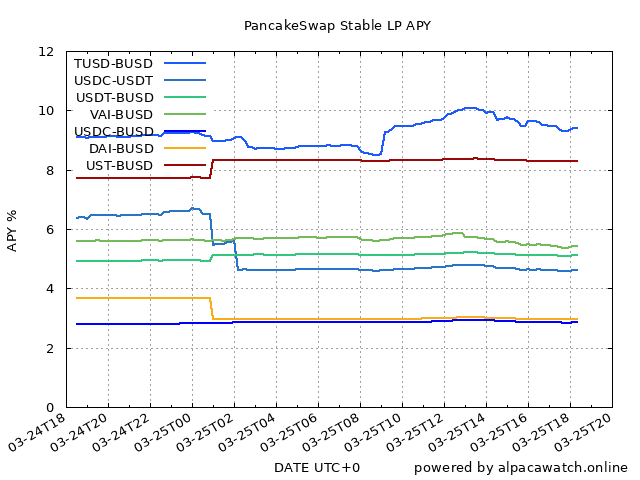 PancakeSwap Stable LP APY
12
10
8
6
4
2
0
APY %
TUSD-BUSD
USDC-USDT
USDT-BUSD
VAI-BUSD
USDC-BUSD
DAI-BUSD
UST-BUSD
03-24T18
03-24T20
03-24T22
03-25T00
03-25T02
03-25T04
03-25T06
03-25T08
03-25T10
03-25T12
03-25T14
03-25T16
03-25T18
03-25T20
DATE UTC+0
powered by alpacawatch.online